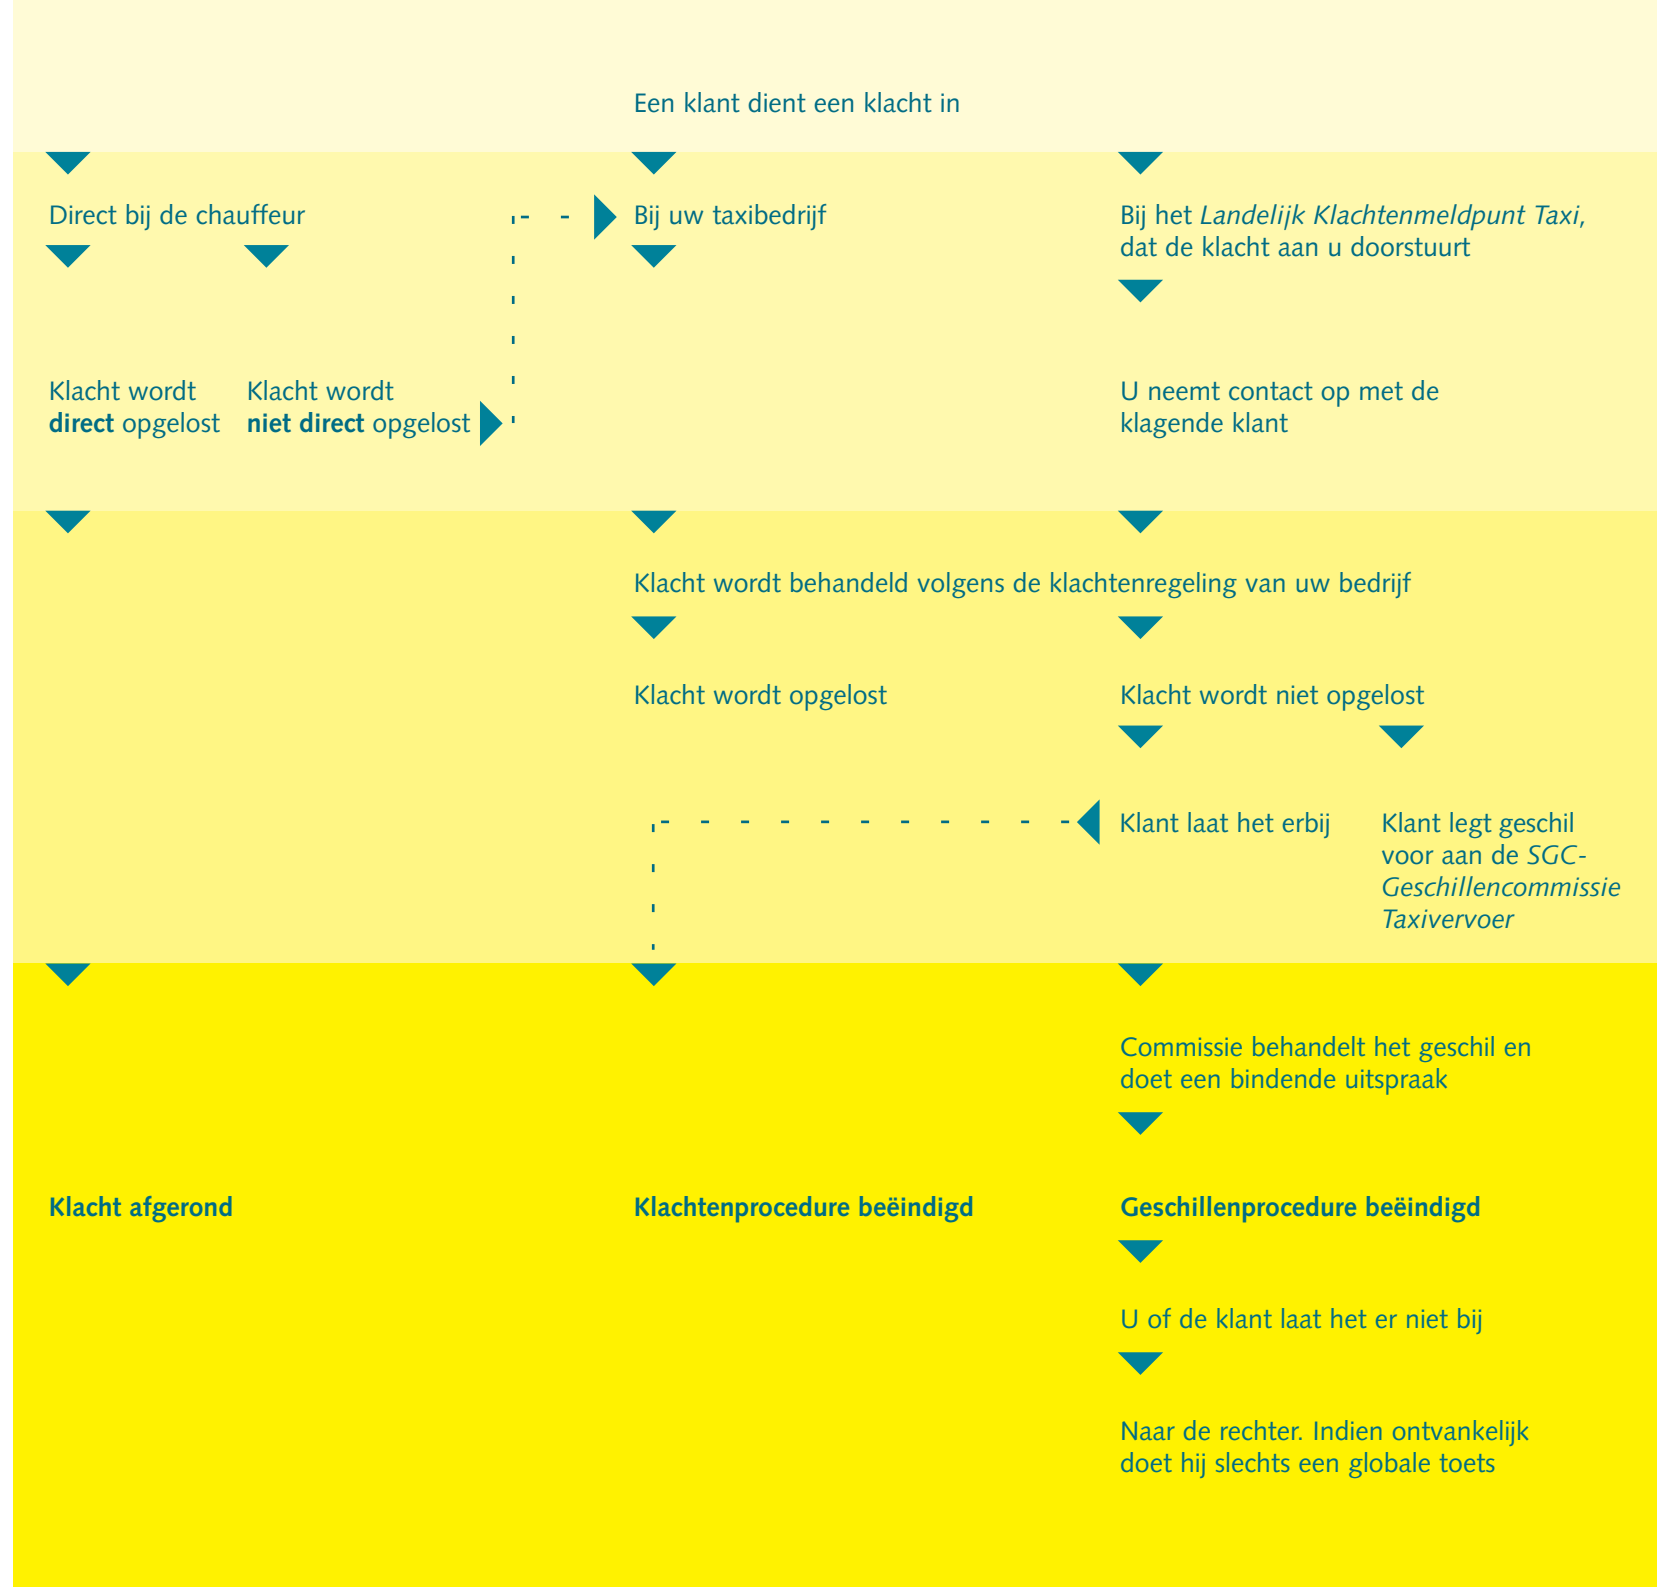 Een klant dient een klacht in
Direct bij de chauffeur
Bij uw taxibedrijf
Bij het Landelijk Klachtenmeldpunt Taxi,
dat de klacht aan u doorstuurt
Klacht wordt
direct opgelost
Klacht wordt
niet direct opgelost
U neemt contact op met de
klagende klant
Klacht wordt behandeld volgens de klachtenregeling van uw bedrijf
Klacht wordt opgelost
Klacht wordt niet opgelost
Klant laat het erbij
Klant legt geschil
voor aan de SGC-
Geschillencommissie
Taxivervoer
Commissie behandelt het geschil en
doet een bindende uitspraak
Klacht afgerond
Klachtenprocedure beëindigd
Geschillenprocedure beëindigd
U of de klant laat het er niet bij
Naar de rechter. Indien ontvankelijk
doet hij slechts een globale toets